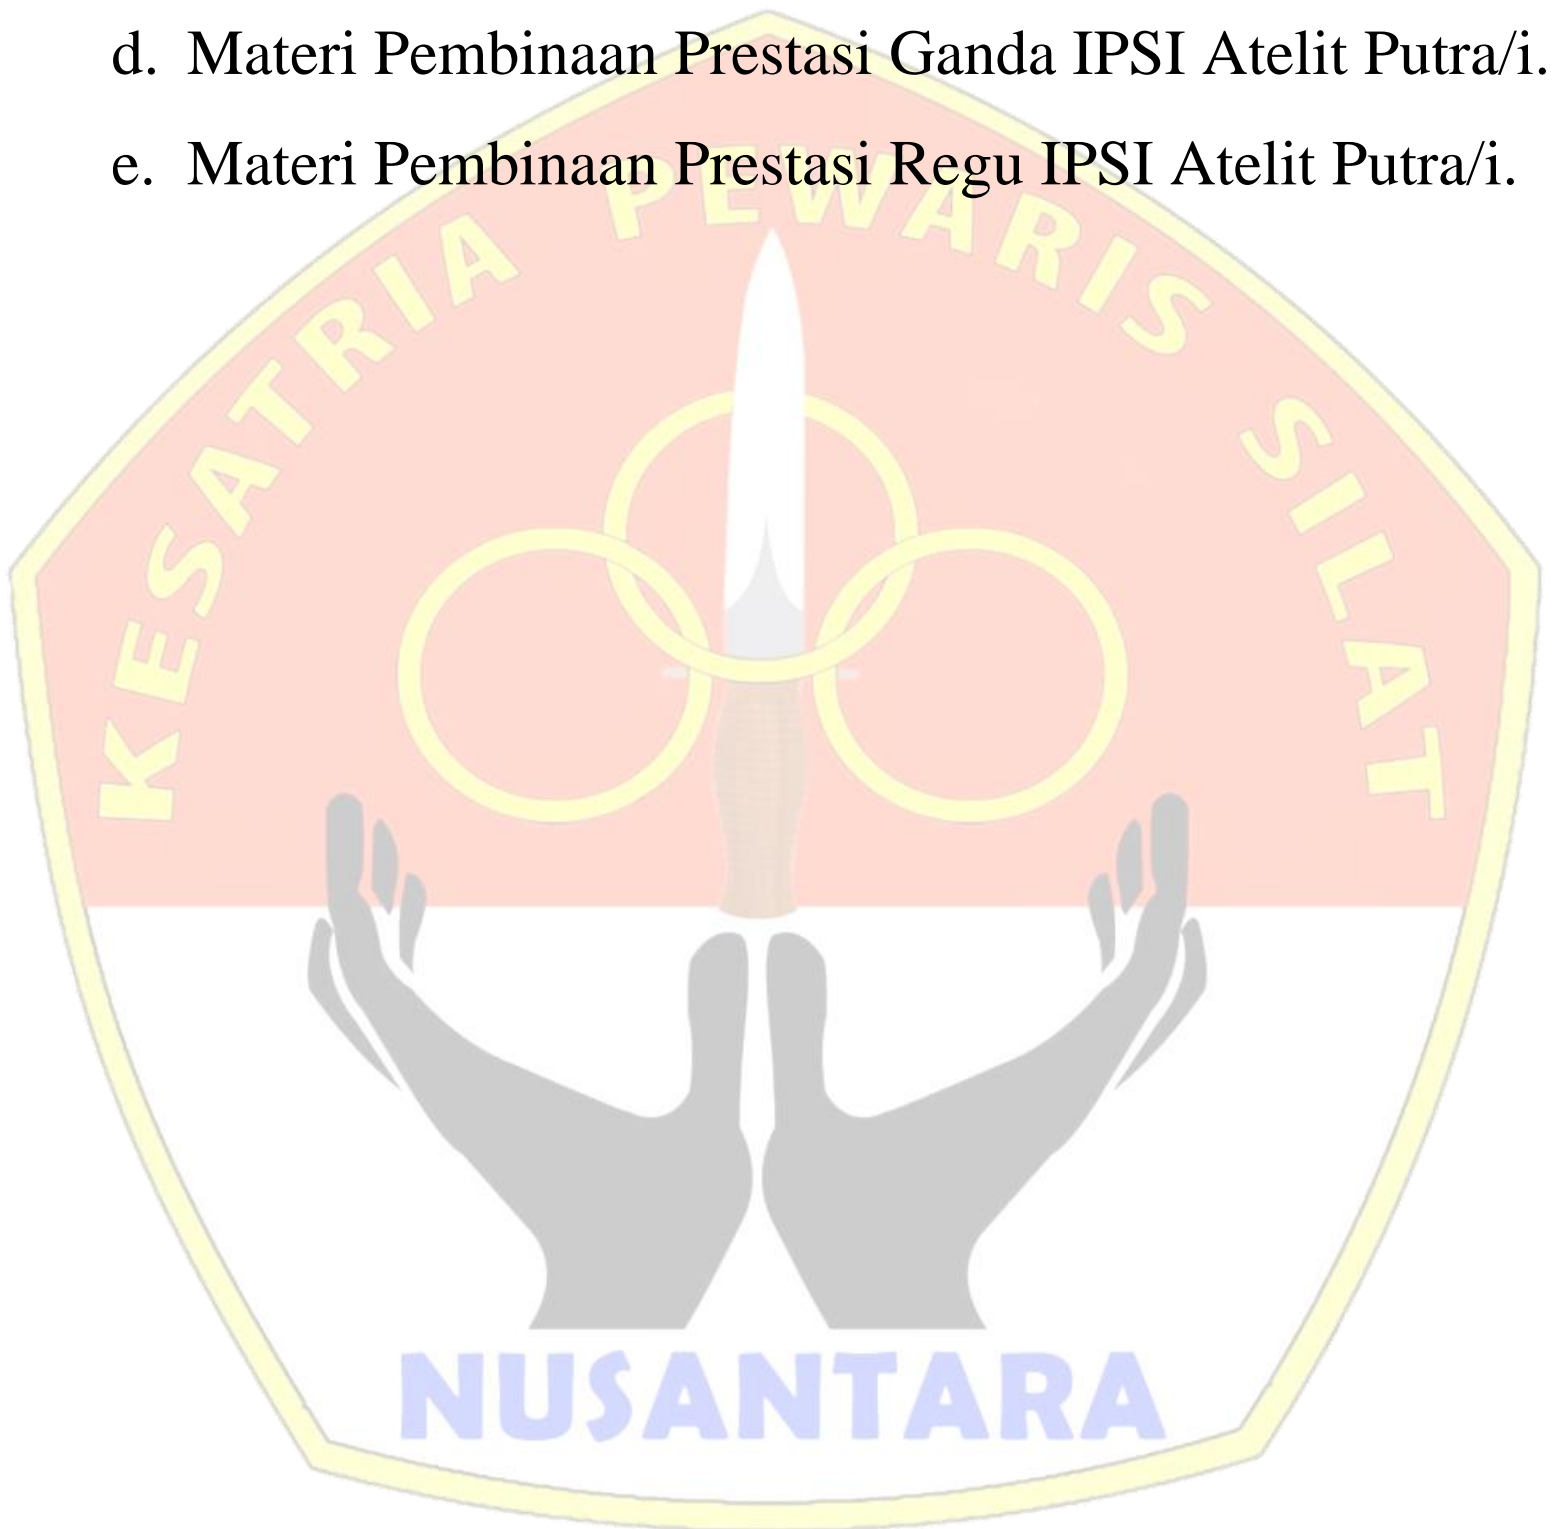 d. Materi Pembinaan Prestasi Ganda IPSI Atelit Putra/i.
e. Materi Pembinaan Prestasi Regu IPSI Atelit Putra/i.
KESATRIA PEWARIS SILAT
NUSANTARA